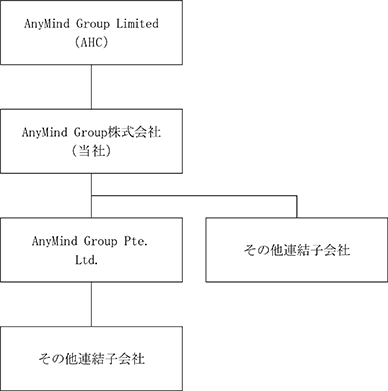 AnyMind Group Limited
(AHC)
AnyMind Group株式会社
(当社)
AnyMind Group Pte.
Ltd.
その他連結子会社
その他連結子会社